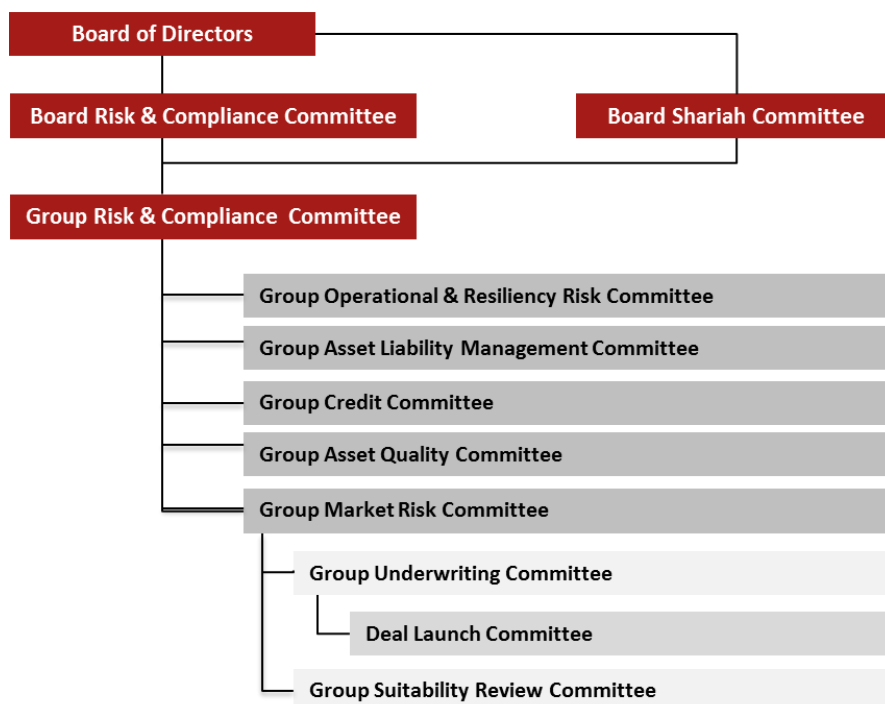 Board of Directors
Board Risk & Compliance Committee
Board Shariah Committee
Group Risk & Compliance Committee
Group Operational & Resiliency Risk Committee
Group Asset Liability Management Committee
Group Credit Committee
Group Asset Quality Committee
Group Market Risk Committee
Group Underwriting Committee
Deal Launch Committee
Group Suitability Review Committee